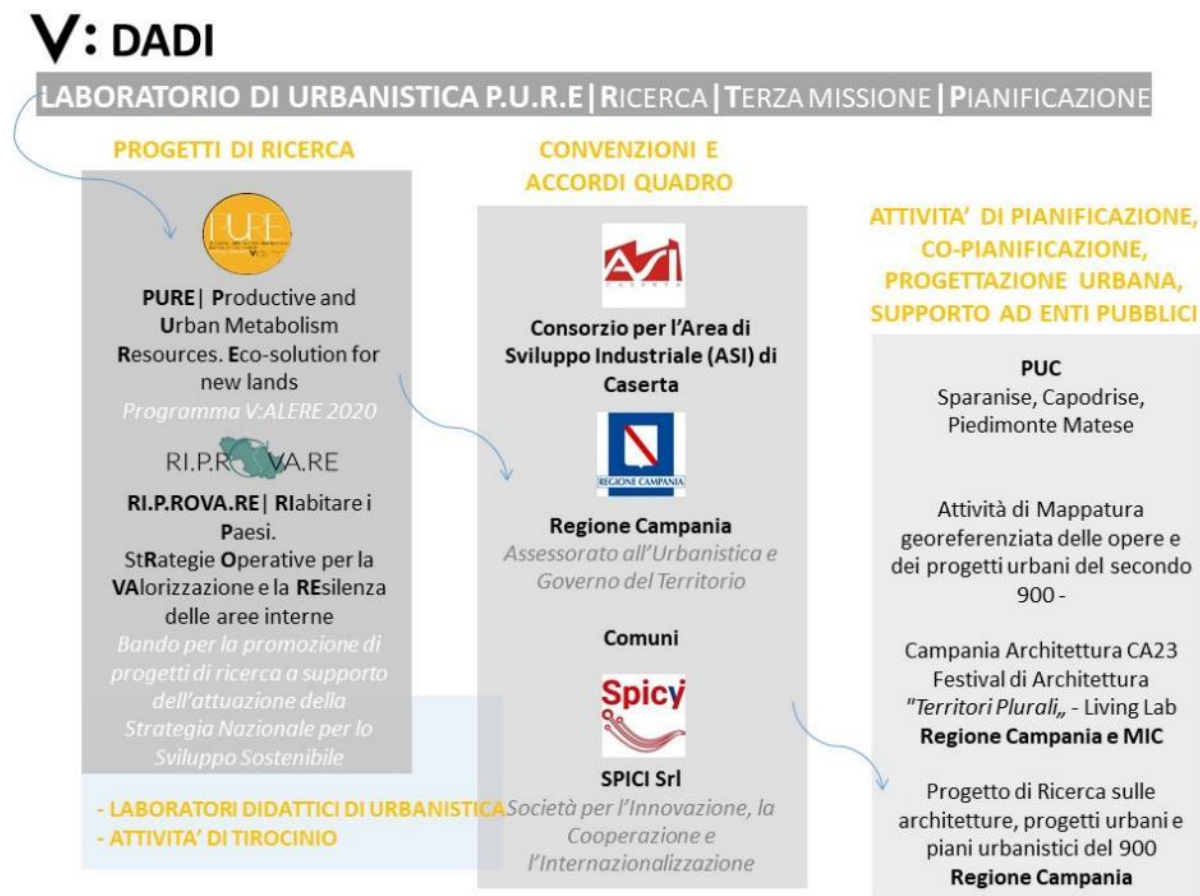 V: DADI
LABORATORIO DI URBANISTICA P.U.R.E|RICERCA|TERZA MISSIONE|PIANIFICAZIONE
PROGETTI DI RICERCA
PURE
PURE| Productive and
Urban Metabolism
Resources. Eco-solution for
new lands
Programma V:ALERE 2020
RI.P.ROVA.RE
RI.P.ROVA.RE| RIabitare i
Paesi.
StRategie Operative per la
VAlorizzazione e la REsilenza
delle aree interne
Bando per la promozione di
progetti di ricerca a supporto
dell'attuazione della
Strategia Nazionale per lo
Sviluppo Sostenibile
- LABORATORI DIDATTICI DI URBANISTICA
- ATTIVITA' DI TIROCINIO
CONVENZIONI E
ACCORDI QUADRO
ASI
CASERTA
Consorzio per l'Area di
Sviluppo Industriale (ASI) di
Caserta
REGIONE CAMPANIA
Regione Campania
Assessorato all'Urbanistica e
Governo del Territorio
Comuni
Spicy
SPICI Srl
Società per l'Innovazione, la
Cooperazione e
l'Internazionalizzazione
ATTIVITA' DI PIANIFICAZIONE,
CO-PIANIFICAZIONE,
PROGETTAZIONE URBANA,
SUPPORTO AD ENTI PUBBLICI
PUC
Sparanise, Capodrise,
Piedimonte Matese
Attività di Mappatura
georeferenziata delle opere e
dei progetti urbani del secondo
900 -
Campania Architettura CA23
Festival di Architettura
"Territori Plurali„ - Living Lab
Regione Campania e MIC
Progetto di Ricerca sulle
architetture, progetti urbani e
piani urbanistici del 900
Regione Campania